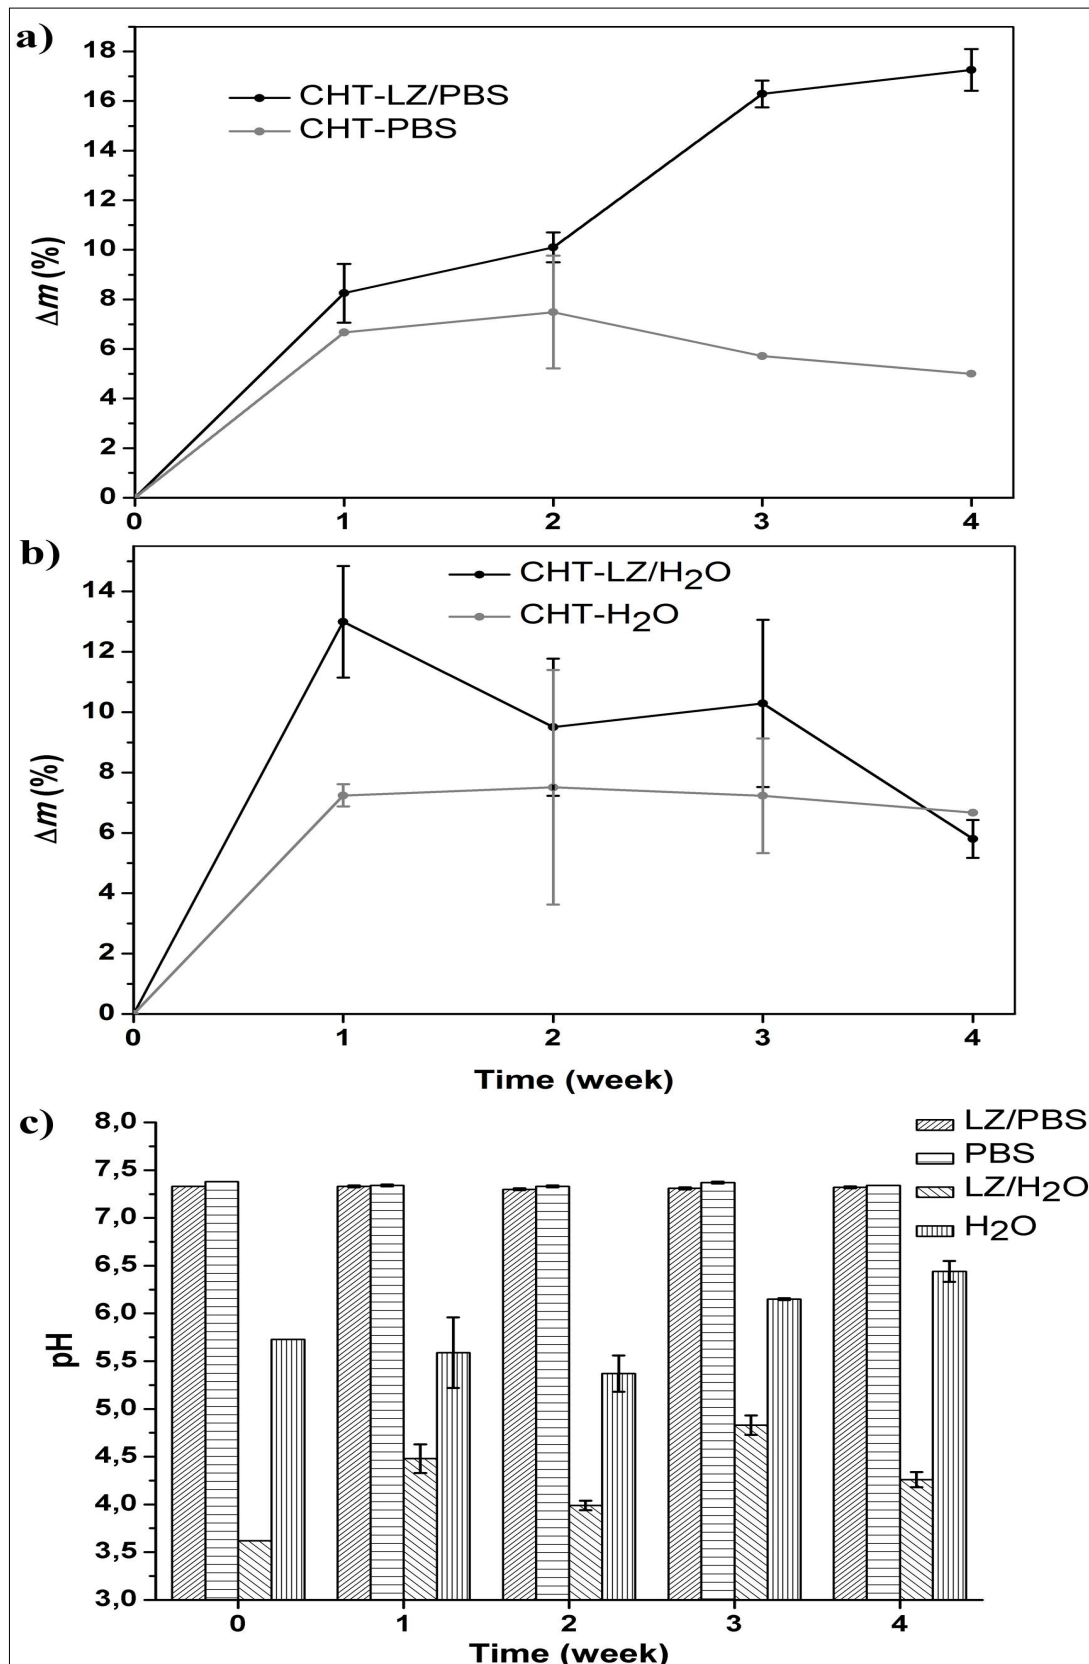 a)
18
16
14
12
10
8
6
4
2
0
Δm (%)
CHT-LZ/PBS
CHT-PBS
0 1 2 3 4
b)
14
12
10
8
6
4
2
0
Δm (%)
CHT-LZ/H₂O
CHT-H₂O
0 1 2 3 4
Time (week)
c)
8,0
7,5
7,0
6,5
6,0
5,5
5,0
4,5
4,0
3,5
3,0
pH
LZ/PBS
PBS
LZ/H₂O
H₂O
0 1 2 3 4
Time (week)